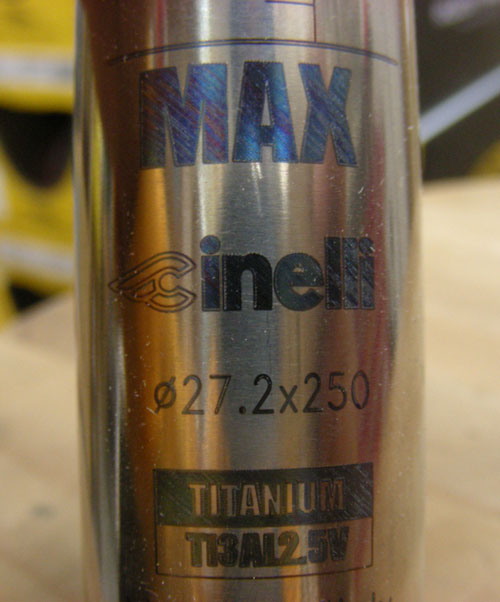 MAX
Cinelli
ø27.2x250
TITANIUM
TI3AL2.5V